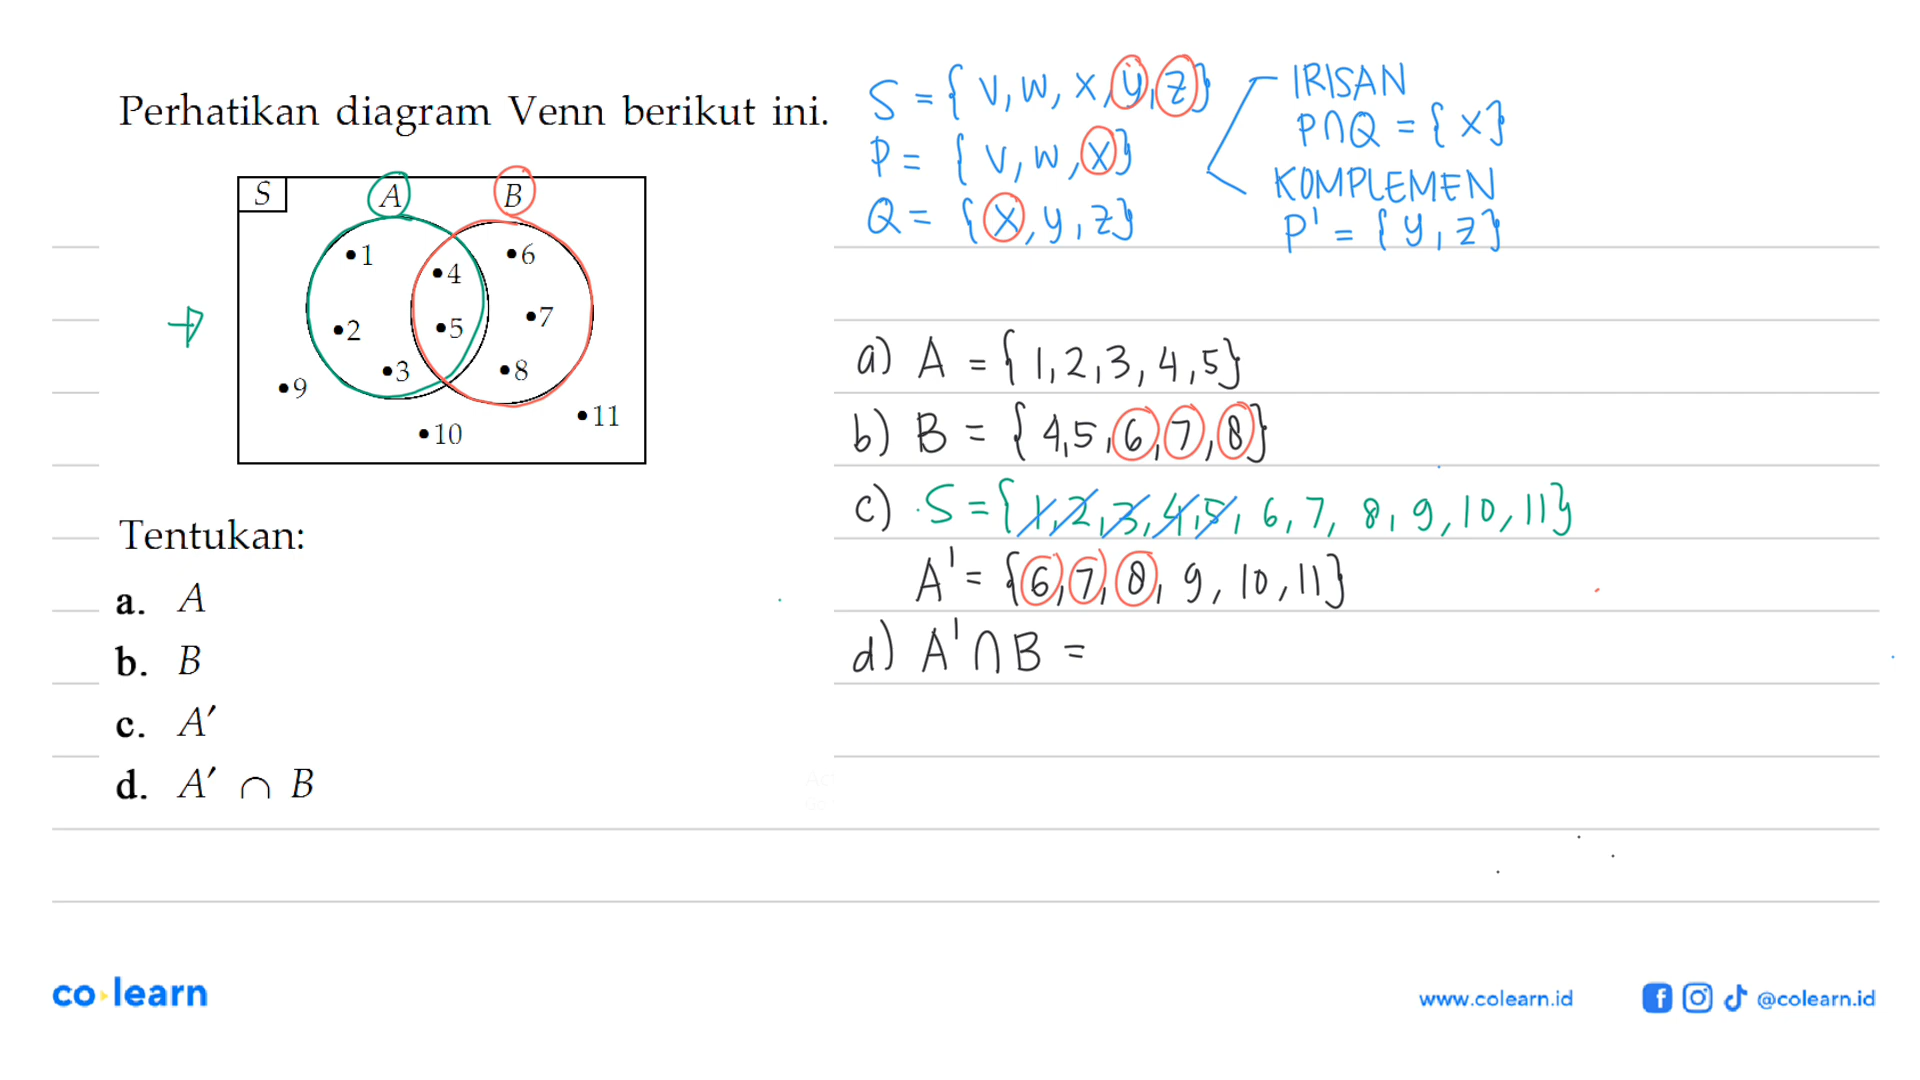 Perhatikan diagram Venn berikut ini.
S A B
•1 •4 •6
•2 •5 •7
•3 •8
•9 •10 •11
Tentukan:
a. A
b. B
c. A′
d. A′ ∩ B
S = { v, w, x, y, z}
P = { v, w, x}
Q = {x, y, z}
IRISAN
P∩Q = { x}
KOMPLEMEN
P' = { y, z}
a) A = { 1, 2, 3, 4, 5}
b) B = { 4, 5, 6, 7, 8}
c) S = { 1, 2, 3, 4, 5, 6, 7, 8, 9, 10, 11}
A' = {6, 7, 8, 9, 10, 11}
d) A' ∩ B =
co learn
www.colearn.id @colearn.id